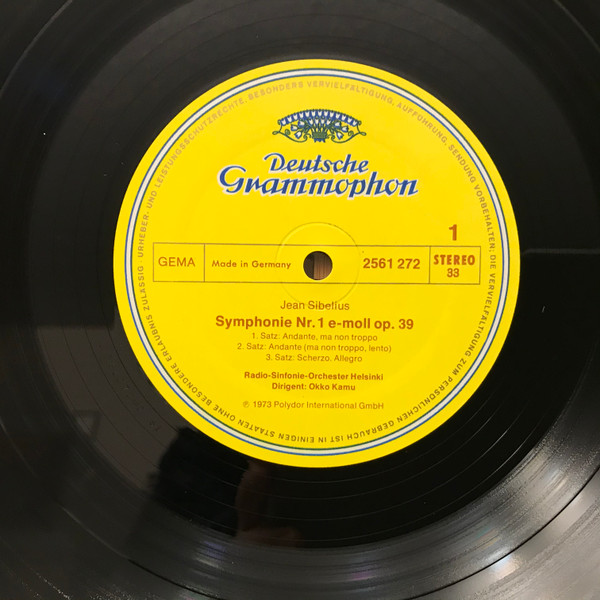 URHEBER- UND LEISTUNGSSCHUTZRECHTE, BESONDERS VERVIELFÄLTIGUNG, AUFFÜHRUNG, SENDUNG VORBEHALTEN; DIE VERVIELFÄLTIGUNG ZUM PERSÖNLICHEN GEBRAUCH IST IN EINIGEN STAATEN OHNE BESONDERE ERLAUBNIS ZULÄSSIG
Deutsche
Grammophon
1
GEMA Made in Germany 2561 272 STEREO
33
Jean Sibelius
Symphonie Nr. 1 e-moll op. 39
1. Satz: Andante, ma non troppo
2. Satz: Andante (ma non troppo, lento)
3. Satz: Scherzo. Allegro
Radio-Sinfonie-Orchester Helsinki
Dirigent: Okko Kamu
℗ 1973 Polydor International GmbH